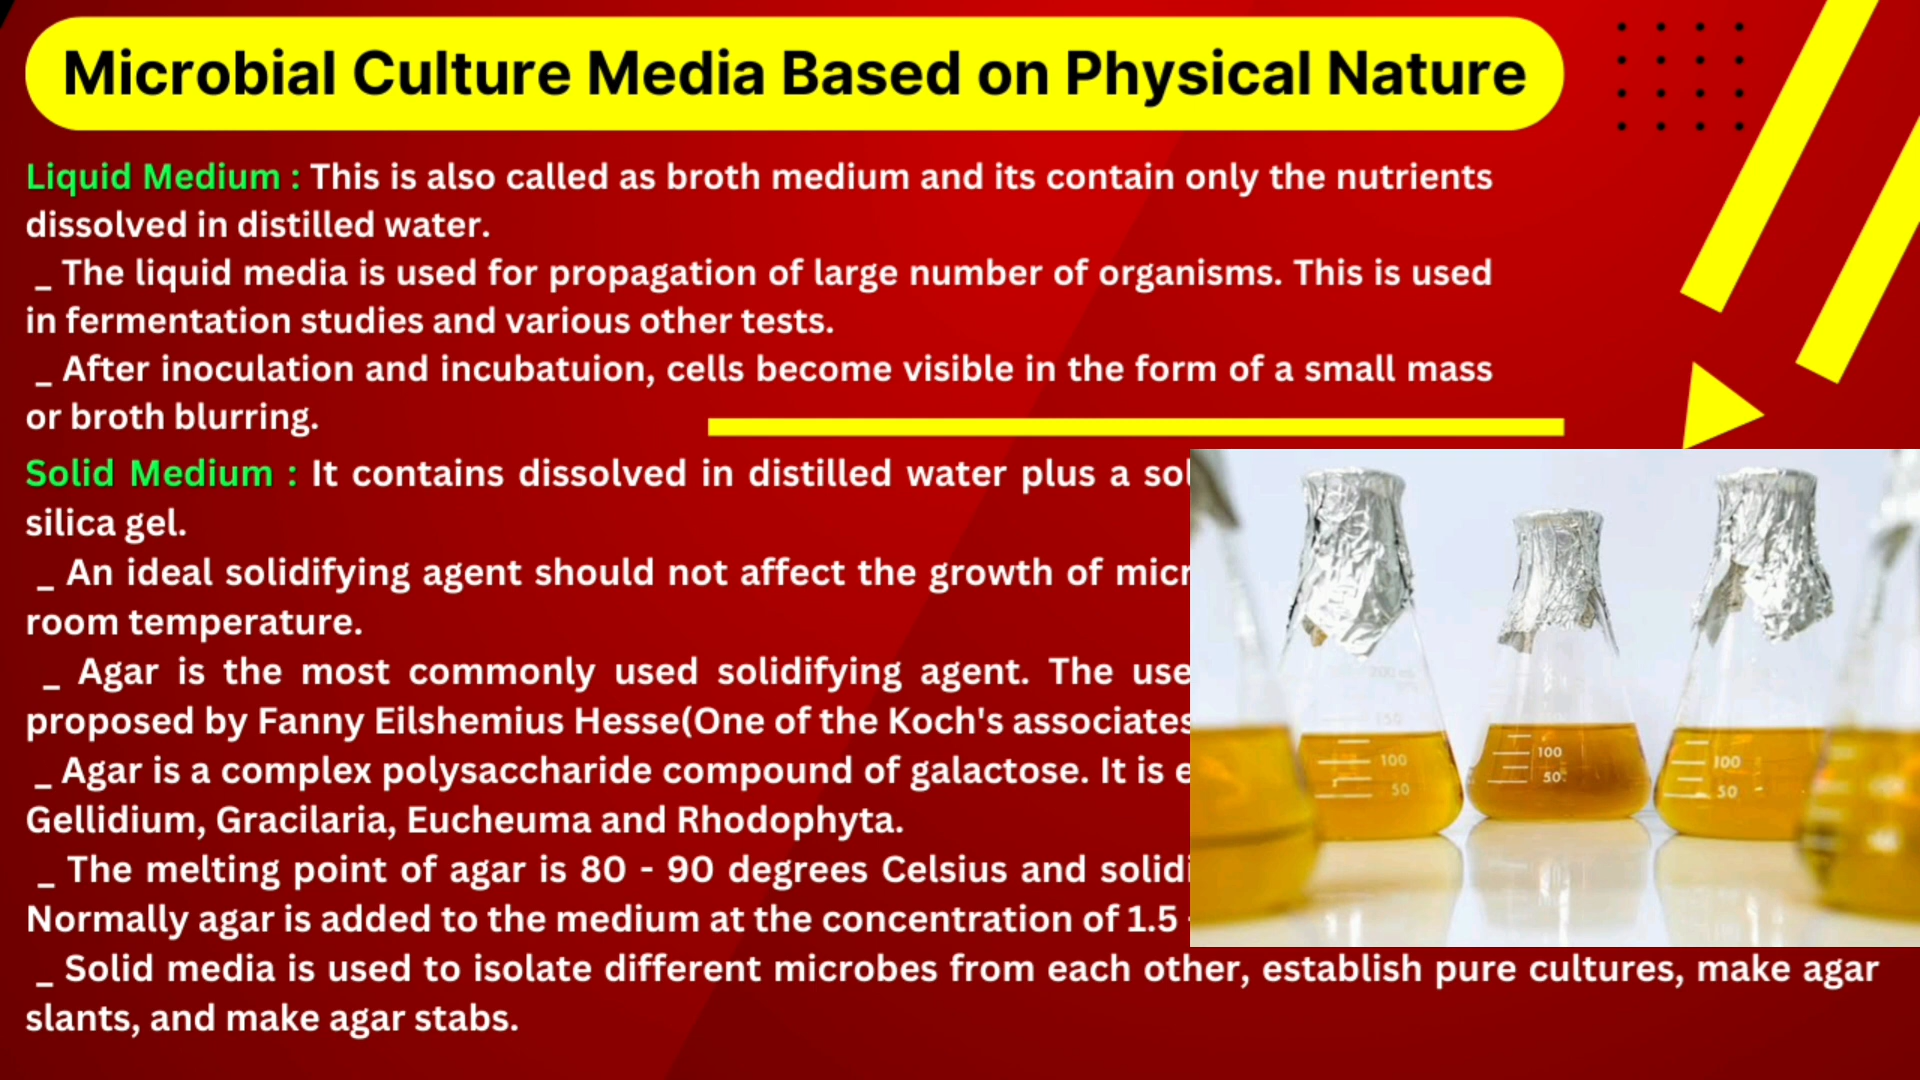 Microbial Culture Media Based on Physical Nature
Liquid Medium : This is also called as broth medium and its contain only the nutrients
dissolved in distilled water.
_ The liquid media is used for propagation of large number of organisms. This is used
in fermentation studies and various other tests.
_ After inoculation and incubatuion, cells become visible in the form of a small mass
or broth blurring.
Solid Medium : It contains dissolved in distilled water plus a
silica gel.
_ An ideal solidifying agent should not affect the growth of
room temperature.
_ Agar is the most commonly used solidifying agent. The
proposed by Fanny Eilshemius Hesse(One of the Koch's associates
_ Agar is a complex polysaccharide compound of galactose. It is
Gellidium, Gracilaria, Eucheuma and Rhodophyta.
_ The melting point of agar is 80 - 90 degrees Celsius and
Normally agar is added to the medium at the concentration of 1.5
_ Solid media is used to isolate different microbes from each other, establish pure cultures, make agar
slants, and make agar stabs.
150
100
50
100
50
100
50